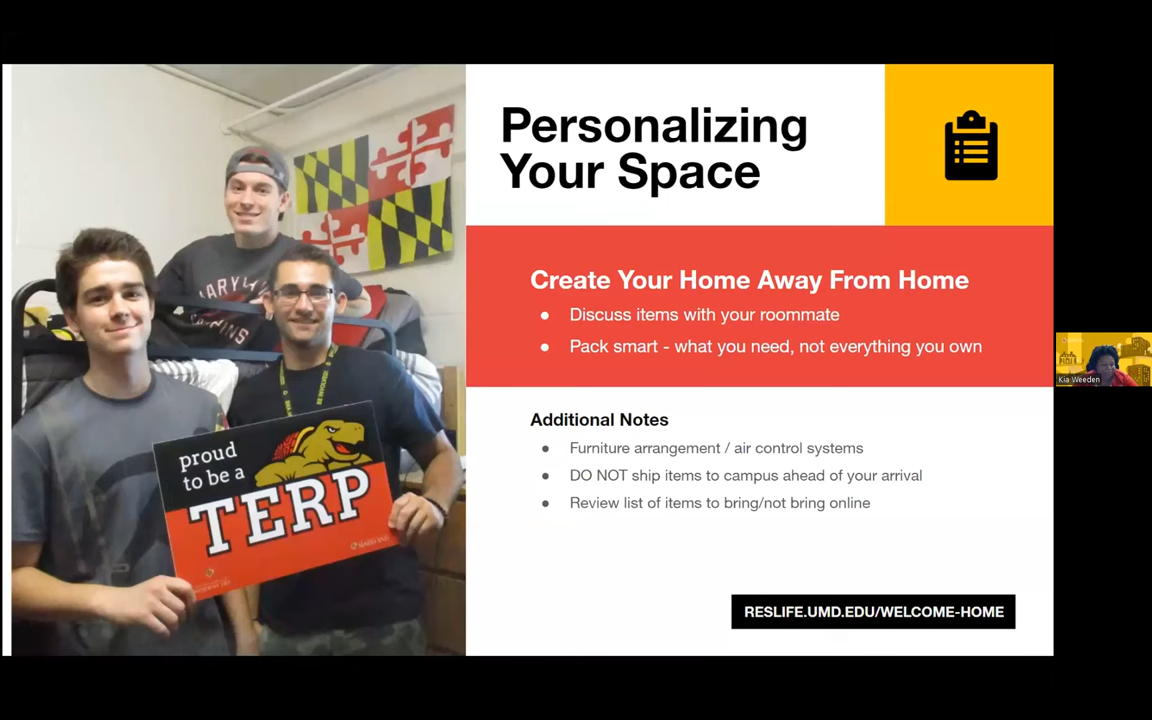 Personalizing
Your Space
Create Your Home Away From Home
● Discuss items with your roommate
● Pack smart - what you need, not everything you own
Additional Notes
● Furniture arrangement / air control systems
● DO NOT ship items to campus ahead of your arrival
● Review list of items to bring/not bring online
RESLIFE.UMD.EDU/WELCOME-HOME
proud
to be a
TERP
MARYLAND
BE INVOLVED!
Kia Weeden